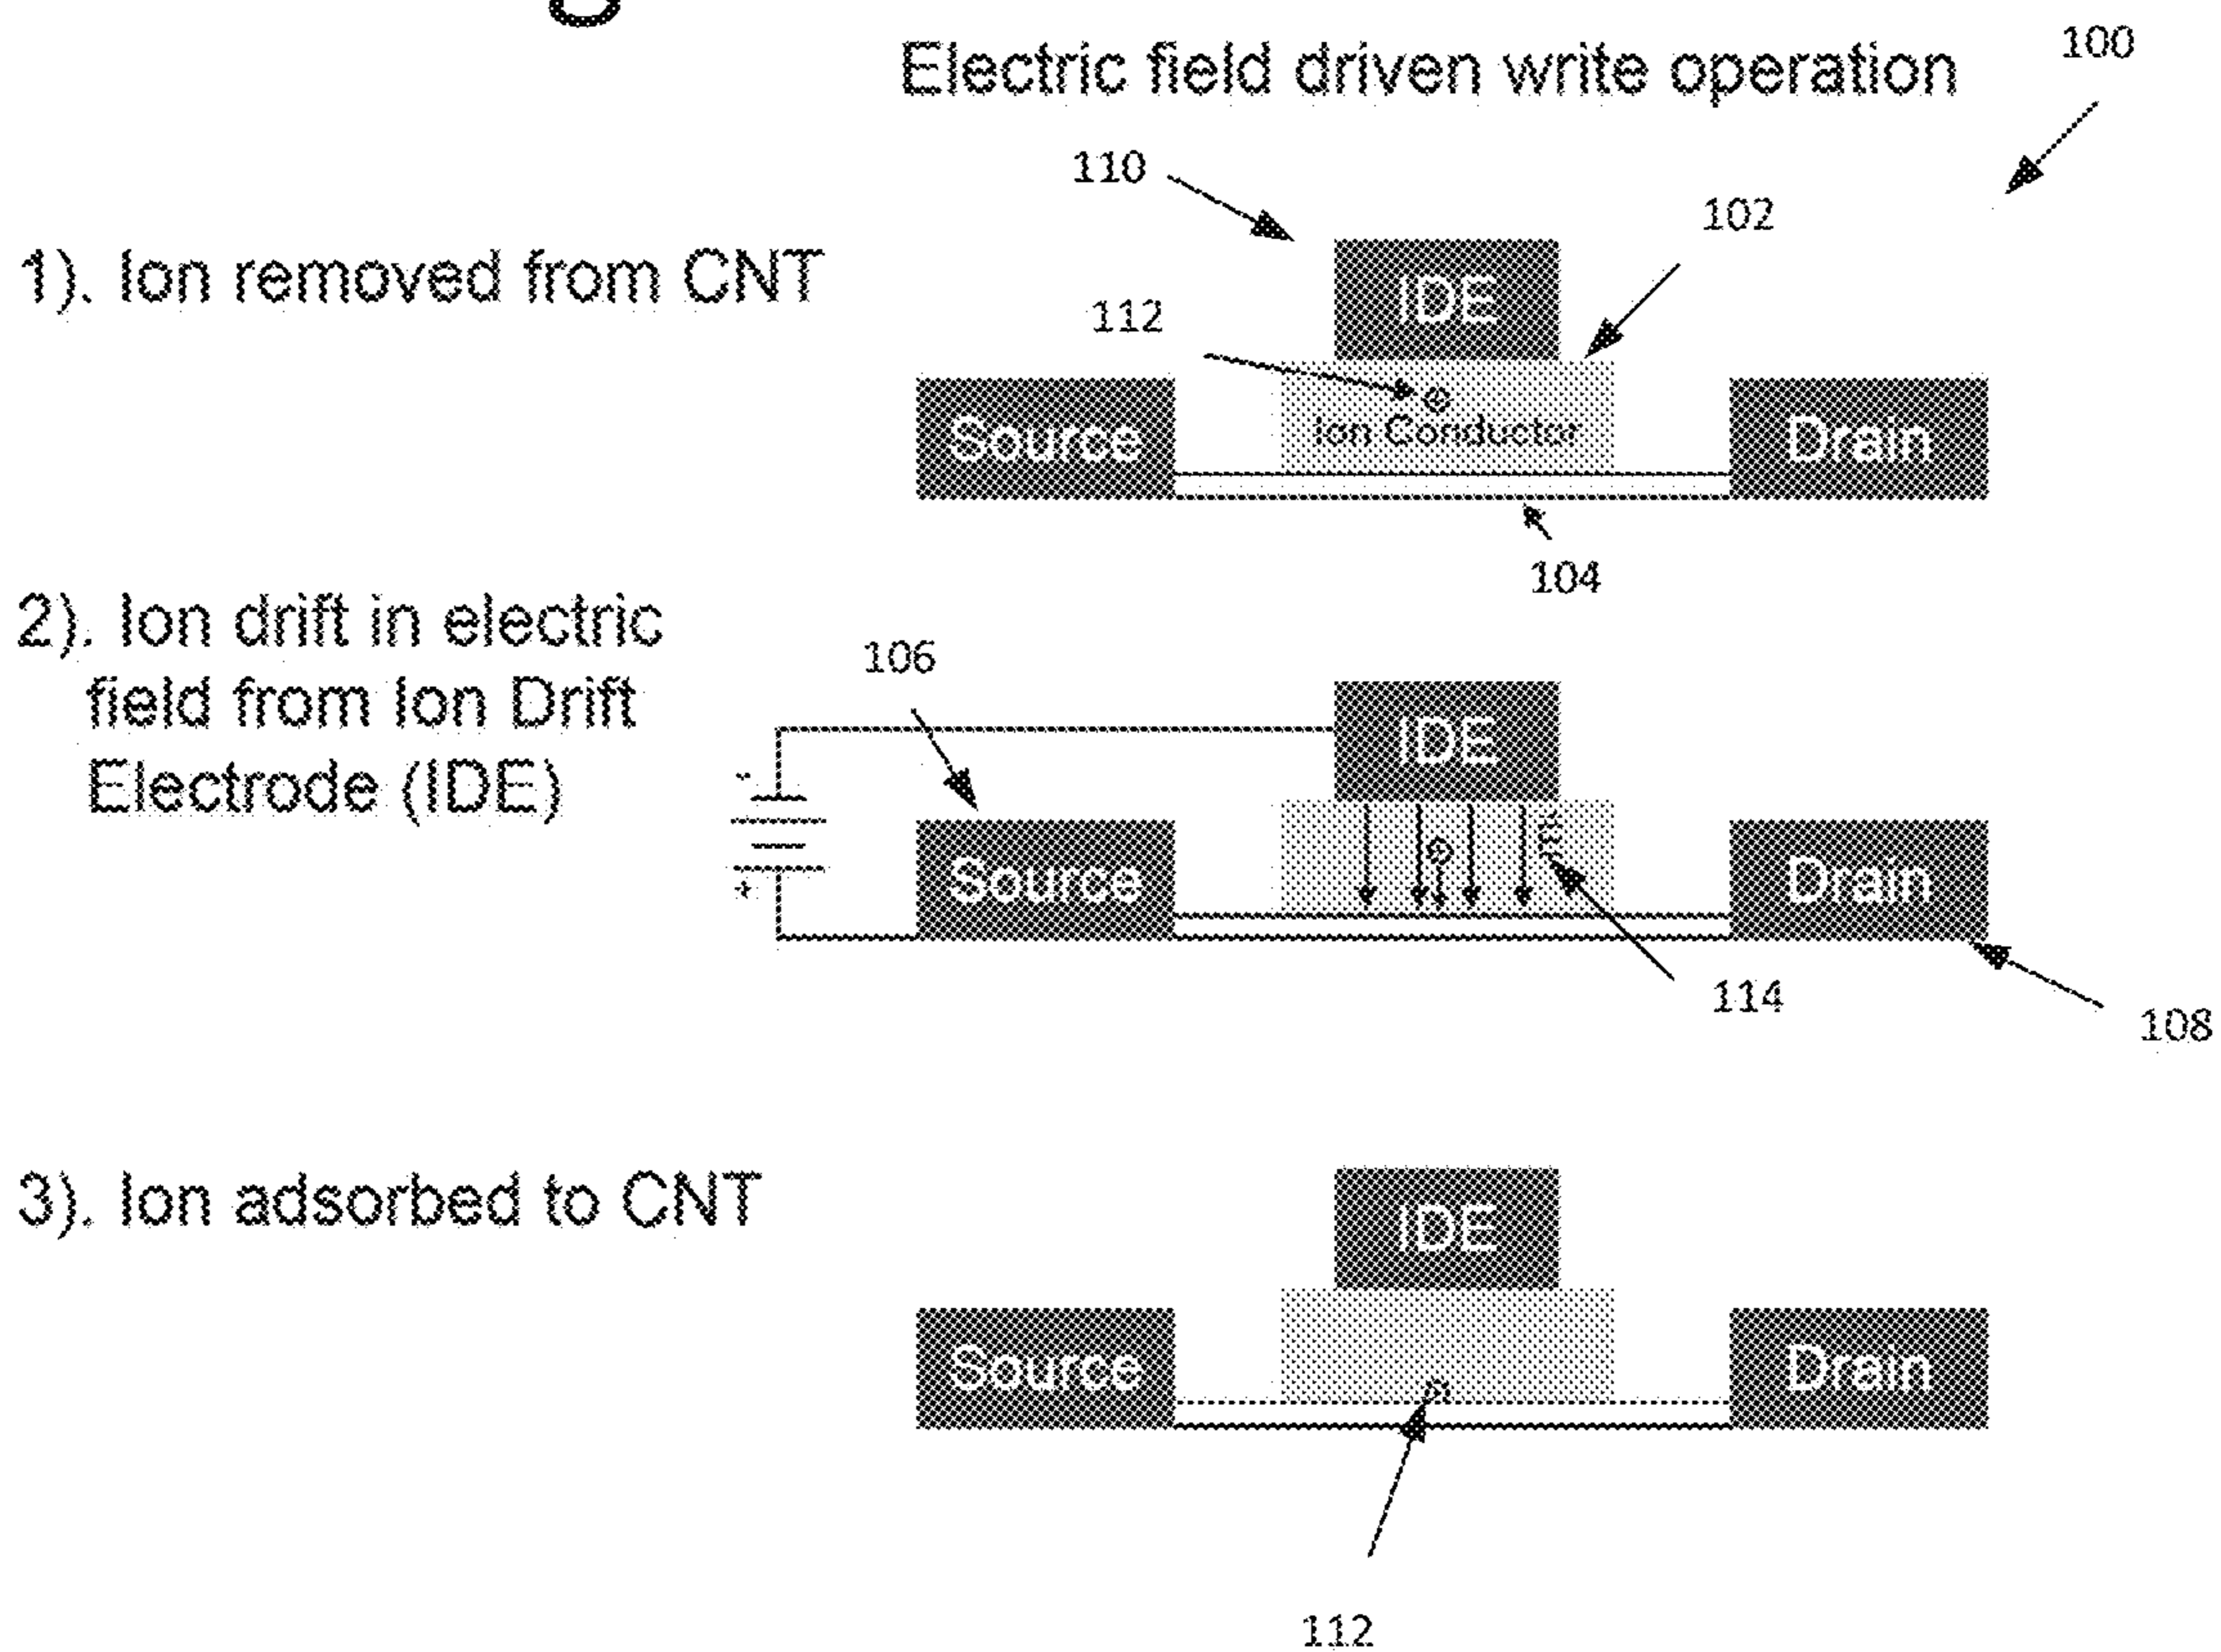 Electric field driven write operation
100
110
102
1). Ion removed from CNT
IDE
112
Source
Ion Conductor
Drain
104
2). Ion drift in electric
field from Ion Drift
Electrode (IDE)
106
IDE
-
E
+
Source
Drain
114
108
3). Ion adsorbed to CNT
IDE
Source
Drain
112